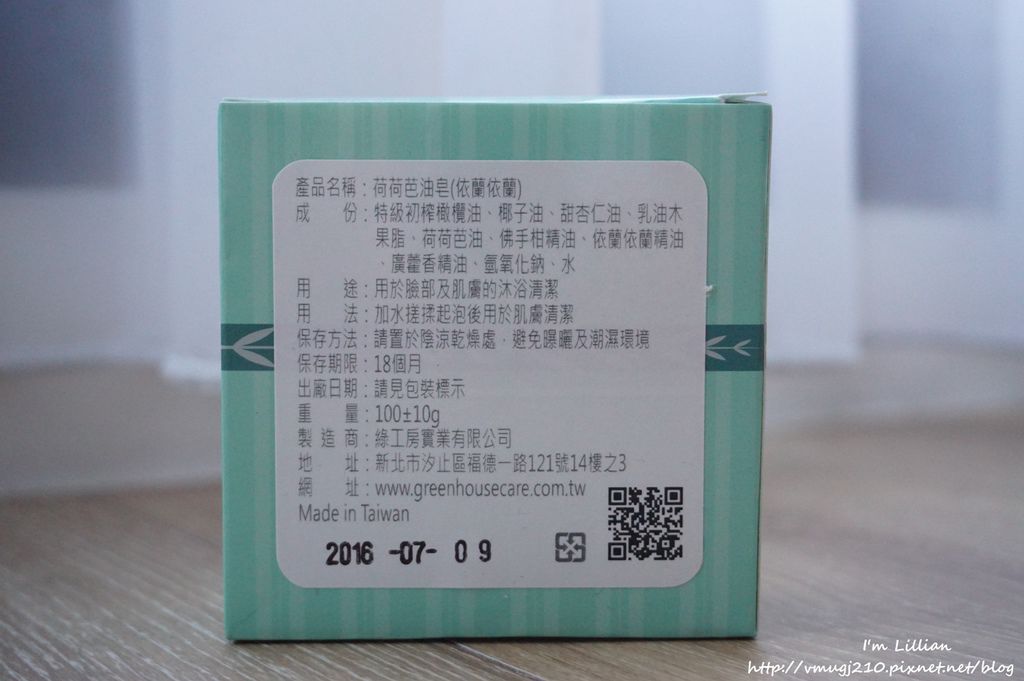 產品名稱：荷荷芭油皂(依蘭依蘭)
成　份：特級初榨橄欖油、椰子油、甜杏仁油、乳油木
果脂、荷荷芭油、佛手柑精油、依蘭依蘭精油
、廣藿香精油、氫氧化鈉、水
用　途：用於臉部及肌膚的沐浴清潔
用　法：加水搓揉起泡後用於肌膚清潔
保存方法：請置於陰涼乾燥處，避免曝曬及潮濕環境
保存期限：18個月
出廠日期：請見包裝標示
重　量：100±10g
製 造 商：綠工房實業有限公司
地　址：新北市汐止區福德一路121號14樓之3
網　址：www.greenhousecare.com.tw
Made in Taiwan
2016 -07- 09
I'm Lillian
http://vmugj210.pixnet.net/blog